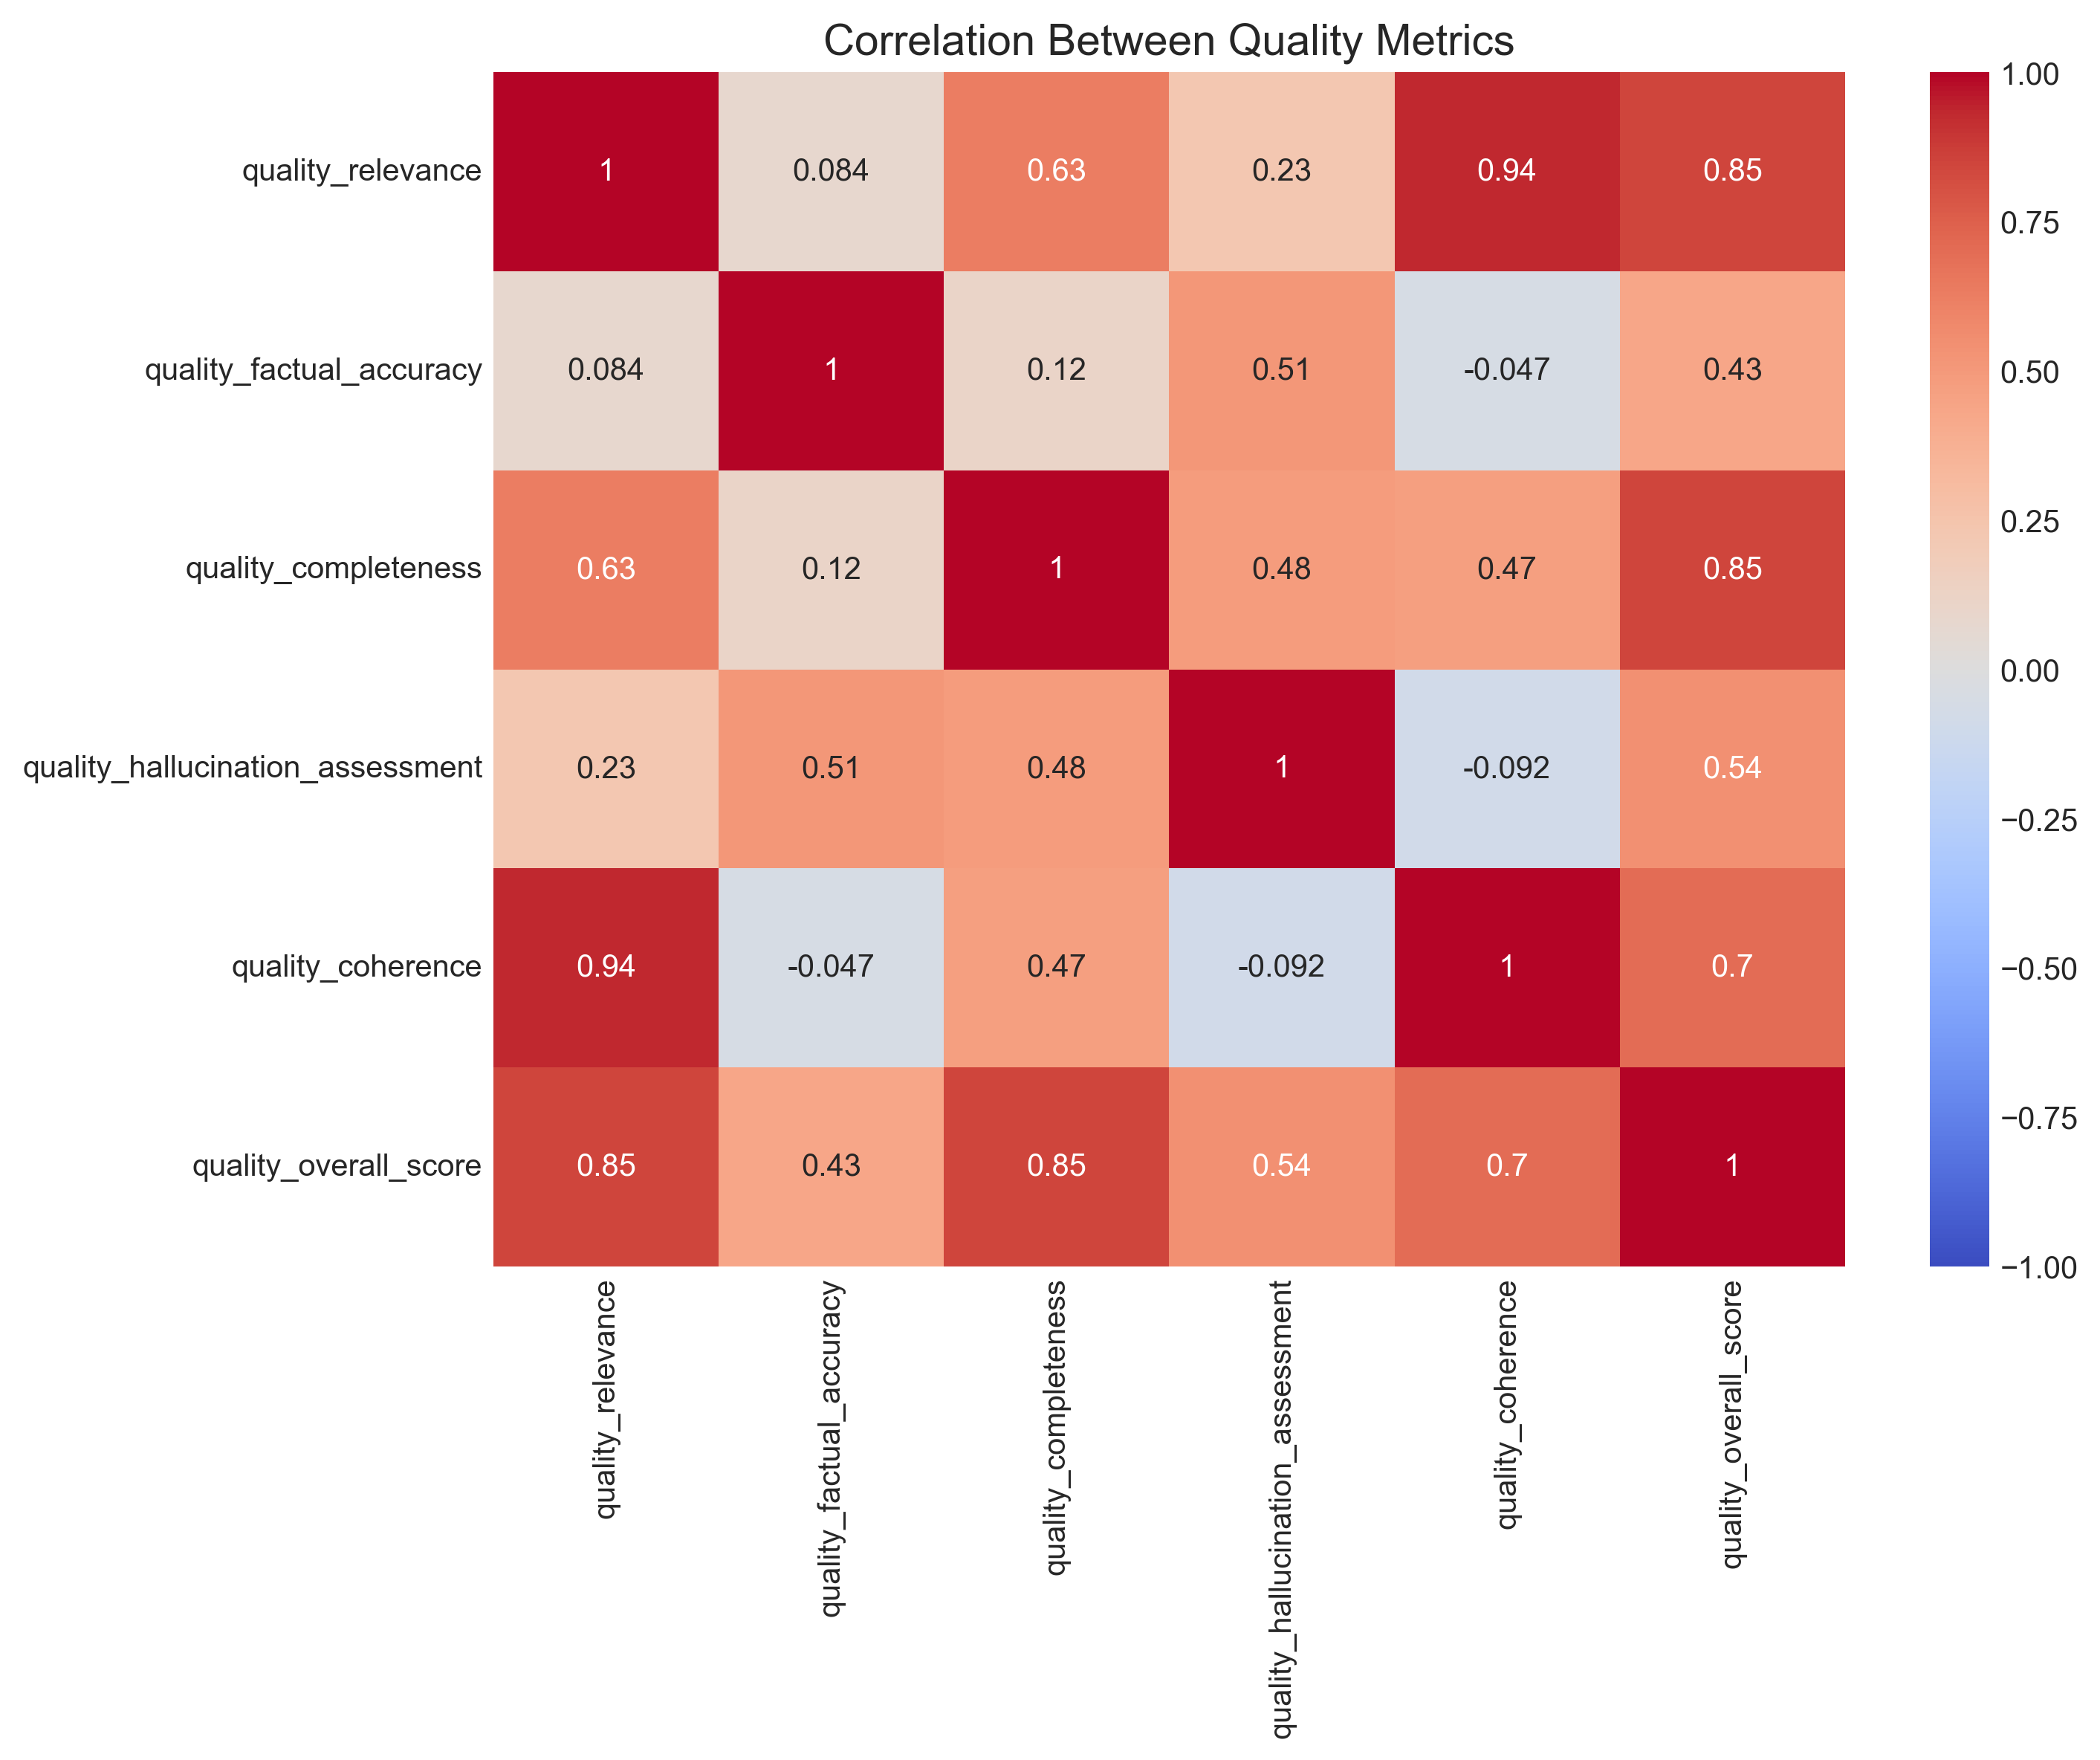 Correlation Between Quality Metrics
quality_relevance 1 0.084 0.63 0.23 0.94 0.85
quality_factual_accuracy 0.084 1 0.12 0.51 -0.047 0.43
quality_completeness 0.63 0.12 1 0.48 0.47 0.85
quality_hallucination_assessment 0.23 0.51 0.48 1 -0.092 0.54
quality_coherence 0.94 -0.047 0.47 -0.092 1 0.7
quality_overall_score 0.85 0.43 0.85 0.54 0.7 1
quality_relevance
quality_factual_accuracy
quality_completeness
quality_hallucination_assessment
quality_coherence
quality_overall_score
1.00
0.75
0.50
0.25
0.00
−0.25
−0.50
−0.75
−1.00